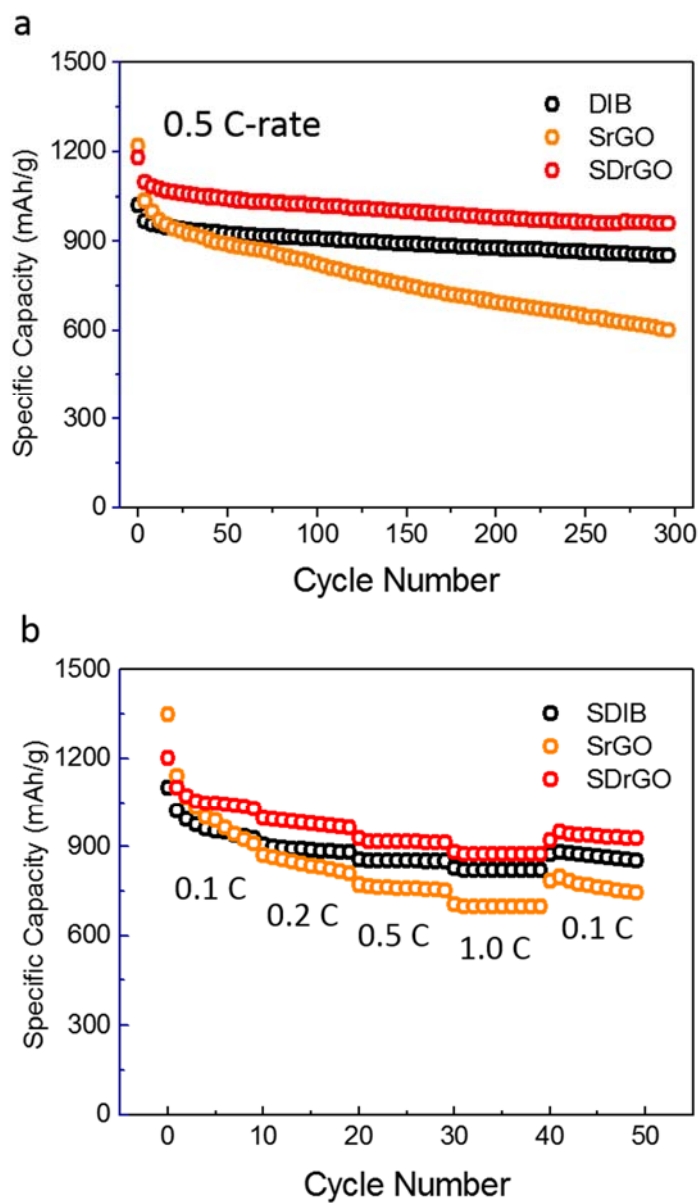 a
1500
1200
900
600
300
0
Specific Capacity (mAh/g)
0.5 C-rate
DIB
SrGO
SDrGO
0 50 100 150 200 250 300
Cycle Number
b
1500
1200
900
600
300
0
Specific Capacity (mAh/g)
SDIB
SrGO
SDrGO
0.1 C
0.2 C
0.5 C
1.0 C
0.1 C
0 10 20 30 40 50
Cycle Number